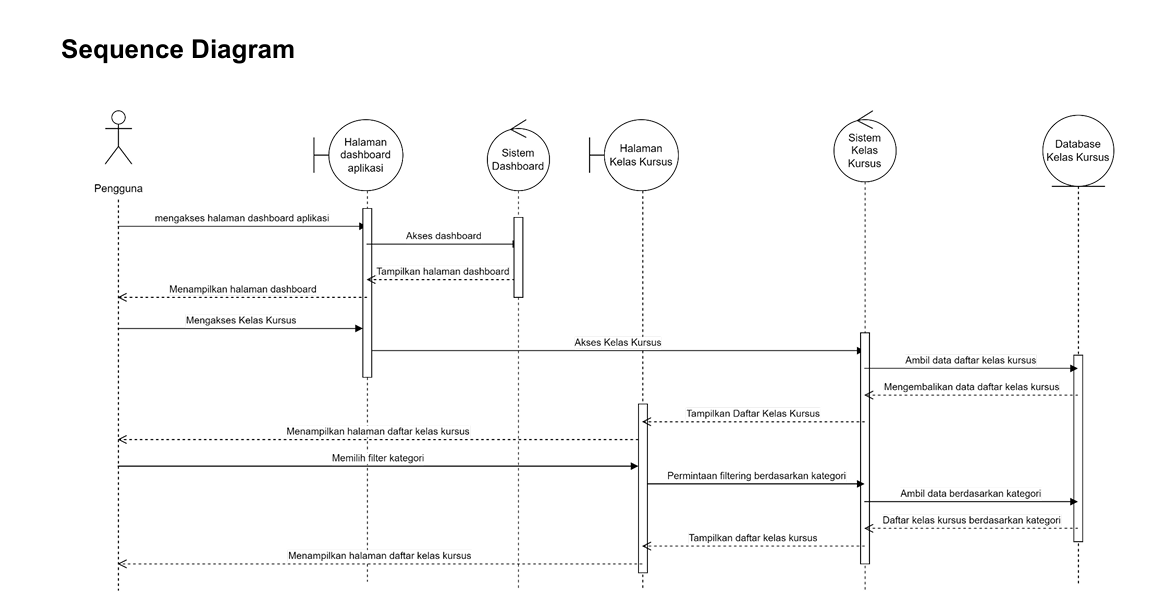 Sequence Diagram
Pengguna
Halaman
dashboard
aplikasi
Sistem
Dashboard
Halaman
Kelas Kursus
Sistem
Kelas
Kursus
Database
Kelas Kursus
mengakses halaman dashboard aplikasi
Akses dashboard
Tampilkan halaman dashboard
Menampilkan halaman dashboard
Mengakses Kelas Kursus
Akses Kelas Kursus
Ambil data daftar kelas kursus
Mengembalikan data daftar kelas kursus
Tampilkan Daftar Kelas Kursus
Menampilkan halaman daftar kelas kursus
Memilih filter kategori
Permintaan filtering berdasarkan kategori
Ambil data berdasarkan kategori
Daftar kelas kursus berdasarkan kategori
Tampilkan daftar kelas kursus
Menampilkan halaman daftar kelas kursus